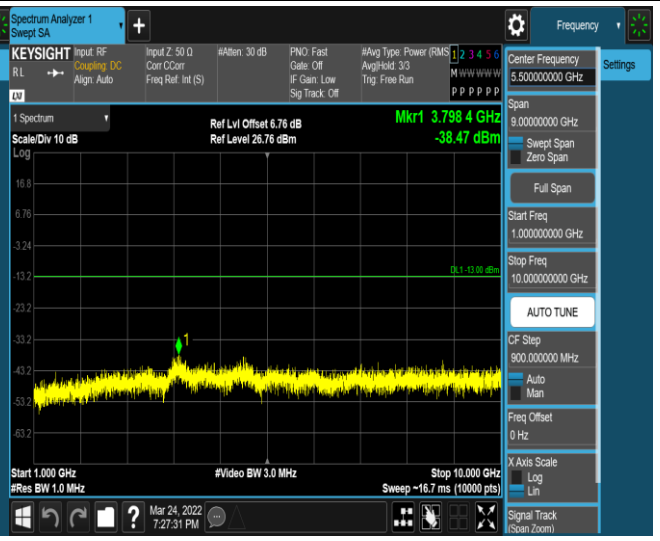 Spectrum Analyzer 1
Swept SA
+
Frequency
KEYSIGHT
RL
LXI
Input: RF
Coupling: DC
Align: Auto
Input Z: 50 Ω
Corr CCorr
Freq Ref: Int (S)
#Atten: 30 dB
PNO: Fast
Gate: Off
IF Gain: Low
Sig Track: Off
#Avg Type: Power (RMS
Avg|Hold: 3/3
Trig: Free Run
1 2 3 4 5 6
M W W W W W
P P P P P P
1 Spectrum
Scale/Div 10 dB
Log
Ref Lvl Offset 6.76 dB
Ref Level 26.76 dBm
Mkr1 3.798 4 GHz
-38.47 dBm
16.8
6.76
-3.24
-13.2
-23.2
-33.2
-43.2
-53.2
-63.2
DL1 -13.00 dBm
1
Start 1.000 GHz
#Res BW 1.0 MHz
#Video BW 3.0 MHz
Stop 10.000 GHz
Sweep ~16.7 ms (10000 pts)
?
Mar 24, 2022
7:27:31 PM
Center Frequency
5.500000000 GHz
Settings
Span
9.00000000 GHz
Swept Span
Zero Span
Full Span
Start Freq
1.000000000 GHz
Stop Freq
10.000000000 GHz
AUTO TUNE
CF Step
900.000000 MHz
Auto
Man
Freq Offset
0 Hz
X Axis Scale
Log
Lin
Signal Track
(Span Zoom)